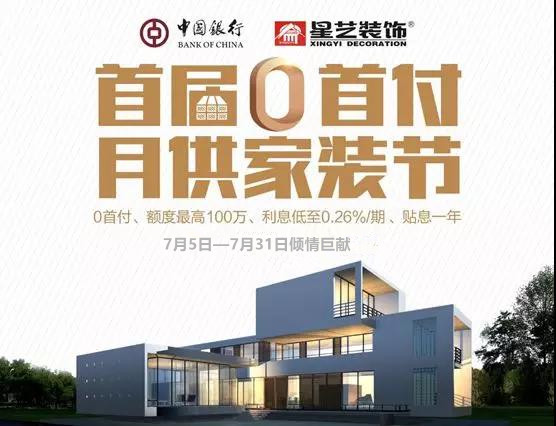 中国银行
BANK OF CHINA
星艺装饰®
XINGYI DECORATION
首届0首付
月供家装节
0首付、额度最高100万、利息低至0.26%/期、贴息一年
7月5日—7月31日倾情巨献